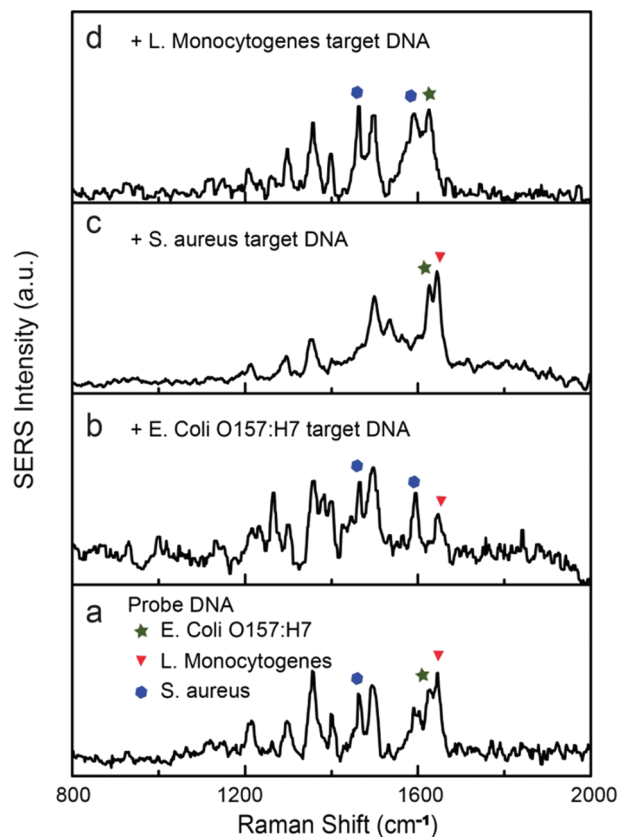 d + L. Monocytogenes target DNA
c + S. aureus target DNA
b + E. Coli O157:H7 target DNA
a Probe DNA
E. Coli O157:H7
L. Monocytogenes
S. aureus
SERS Intensity (a.u.)
800 1200 1600 2000
Raman Shift (cm⁻¹)